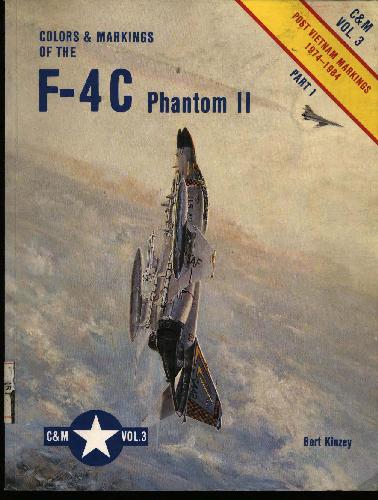 COLORS & MARKINGS
OF THE
F-4C Phantom II
C&M
VOL. 3
POST VIETNAM MARKINGS
1974-1984
PART 1
C&M VOL.3
Bert Kinzey